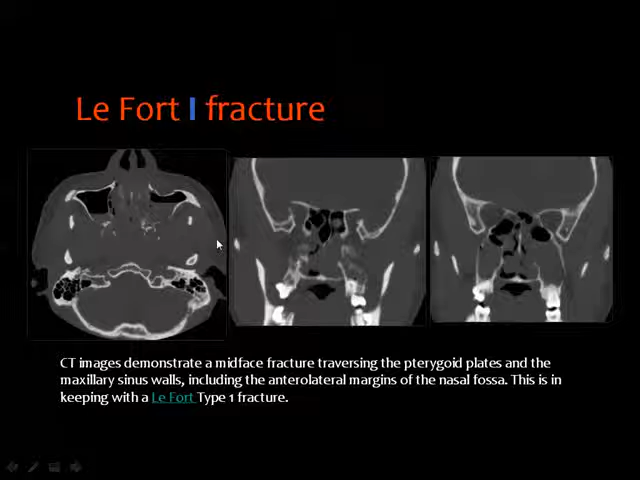 Le Fort I fracture
CT images demonstrate a midface fracture traversing the pterygoid plates and the
maxillary sinus walls, including the anterolateral margins of the nasal fossa. This is in
keeping with a Le Fort Type 1 fracture.